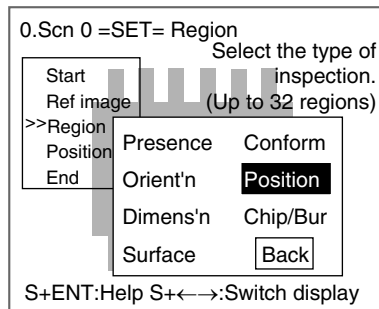 0.Scn 0 =SET= Region
Select the type of
inspection.
(Up to 32 regions)
Start
Ref image
>>Region
Position
End
Presence Conform
Orient'n Position
Dimens'n Chip/Bur
Surface Back
S+ENT:Help S+←→:Switch display